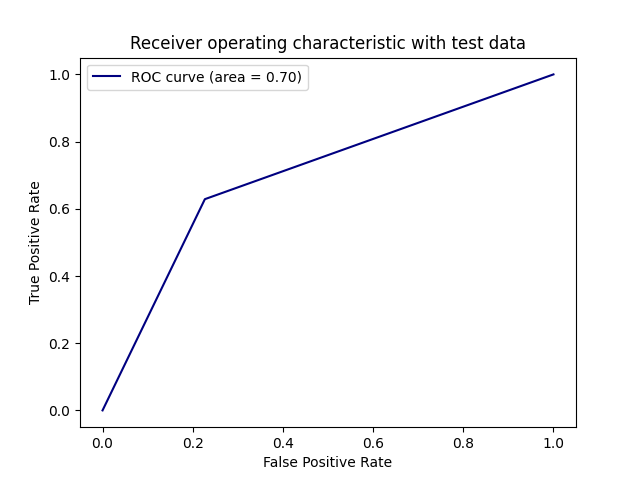 Receiver operating characteristic with test data
ROC curve (area = 0.70)
1.0
0.8
0.6
0.4
0.2
0.0
True Positive Rate
0.0 0.2 0.4 0.6 0.8 1.0
False Positive Rate